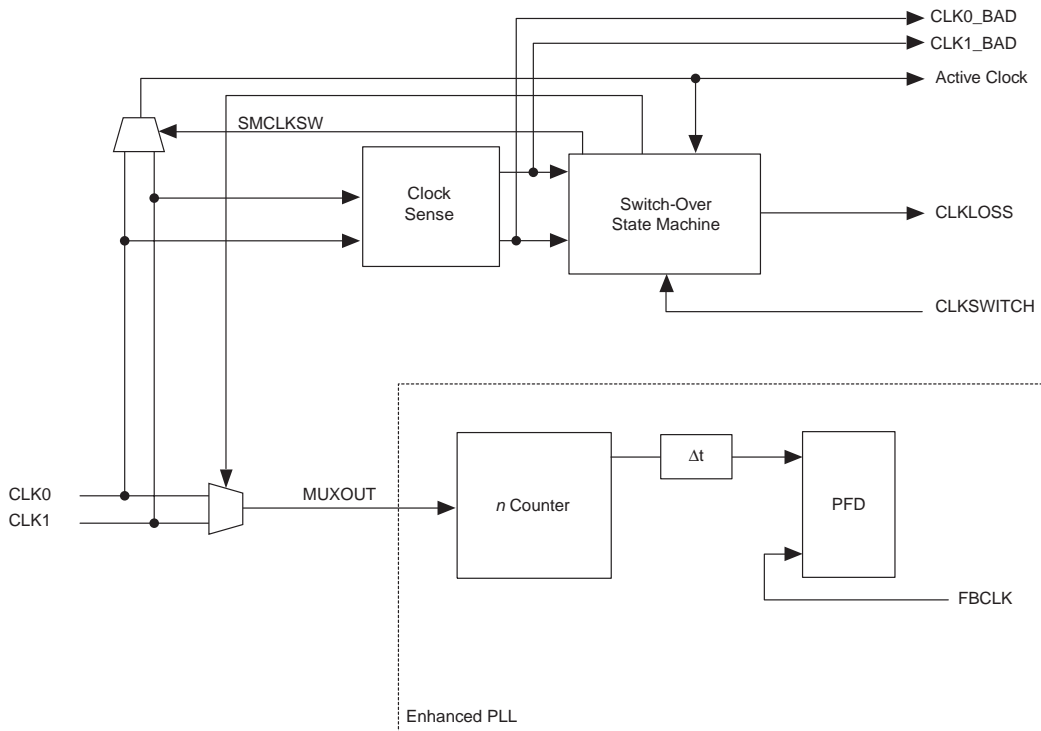 CLK0_BAD
CLK1_BAD
Active Clock
SMCLKSW
Clock
Sense
Switch-Over
State Machine
CLKLOSS
CLKSWITCH
CLK0
CLK1
MUXOUT
n Counter
Δt
PFD
FBCLK
Enhanced PLL